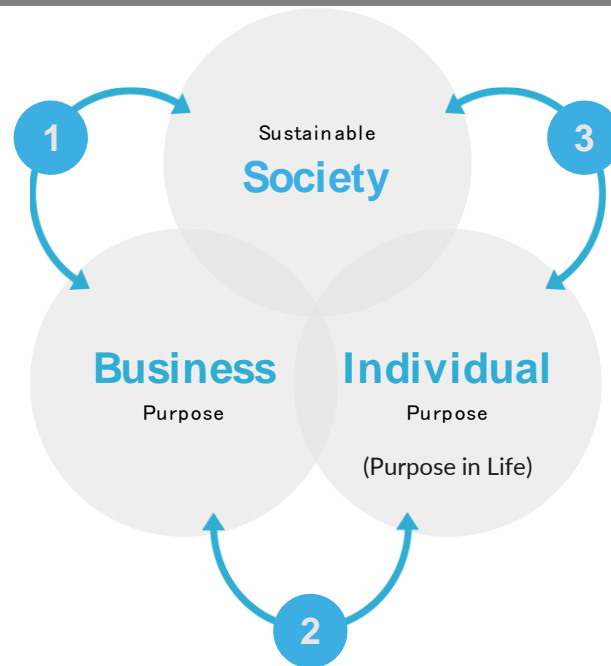 1
3
Sustainable
Society
Business
Purpose
Individual
Purpose
(Purpose in Life)
2